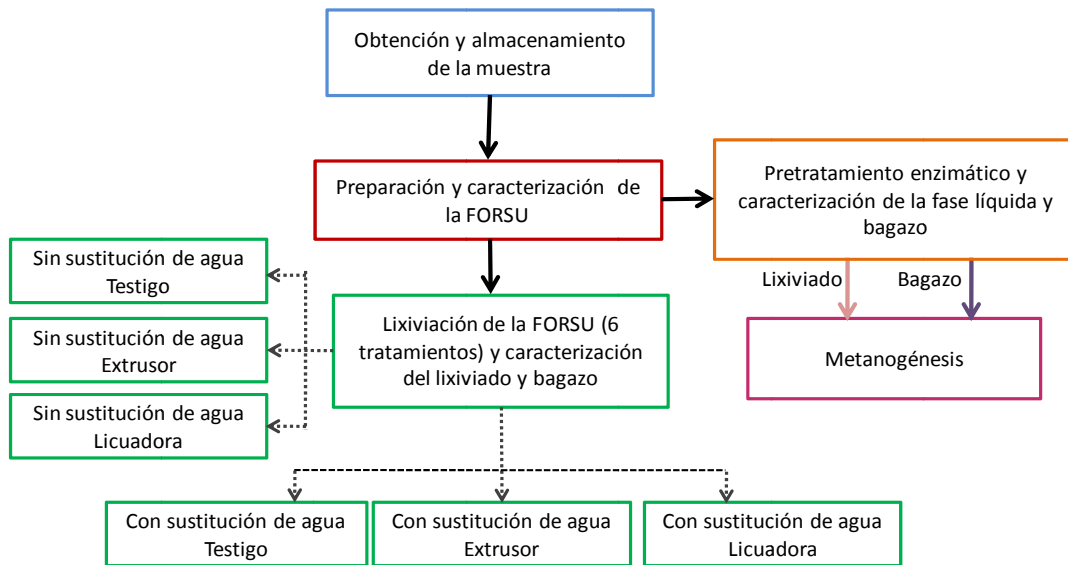 Obtención y almacenamiento
de la muestra
Preparación y caracterización de
la FORSU
Pretratamiento enzimático y
caracterización de la fase líquida y
bagazo
Lixiviado
Bagazo
Metanogénesis
Sin sustitución de agua
Testigo
Sin sustitución de agua
Extrusor
Sin sustitución de agua
Licuadora
Lixiviación de la FORSU (6
tratamientos) y caracterización
del lixiviado y bagazo
Con sustitución de agua
Testigo
Con sustitución de agua
Extrusor
Con sustitución de agua
Licuadora